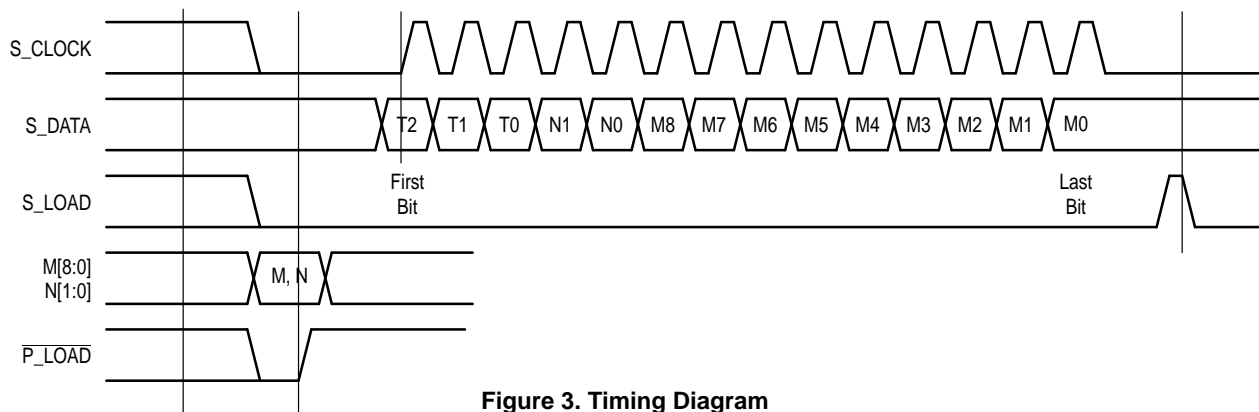 S_CLOCK
S_DATA
T2 T1 T0 N1 N0 M8 M7 M6 M5 M4 M3 M2 M1 M0
First
Bit
Last
Bit
S_LOAD
M[8:0]
N[1:0]
M, N
P_LOAD
Figure 3. Timing Diagram